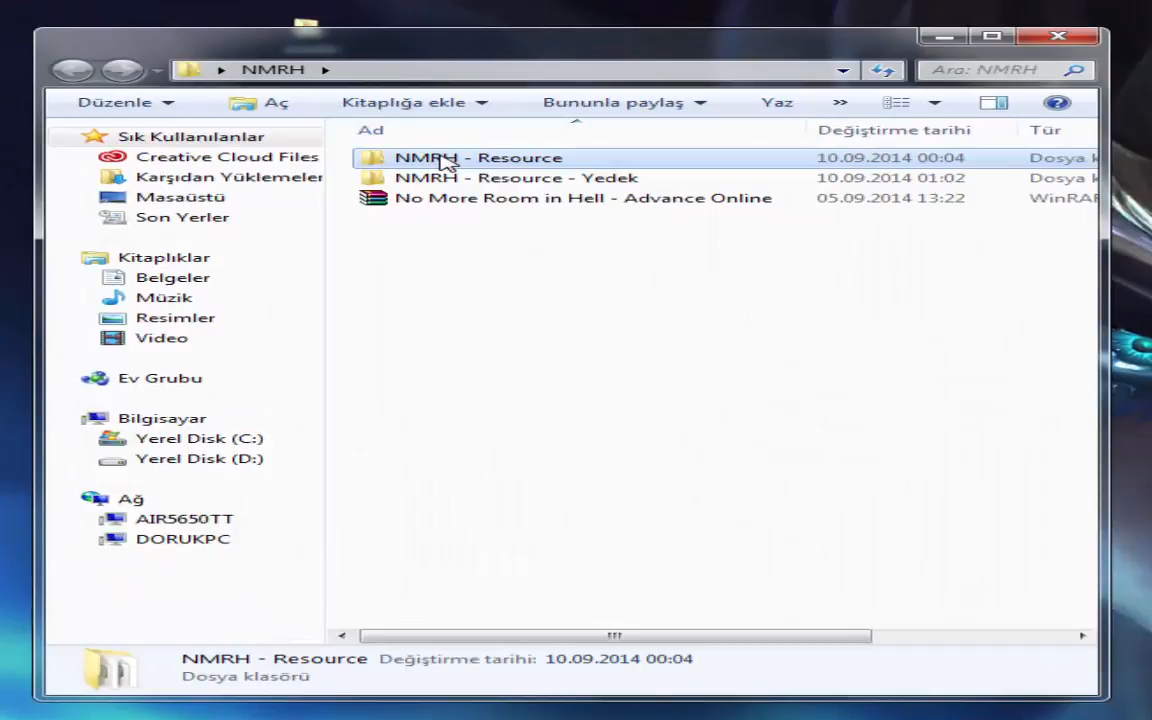 NMRH
Ara: NMRH
Düzenle
Aç
Kitaplığa ekle
Bununla paylaş
Yaz
»
Ad
Değiştirme tarihi
Tür
NMRH - Resource
10.09.2014 00:04
Dosya k
NMRH - Resource - Yedek
10.09.2014 01:02
Dosya k
No More Room in Hell - Advance Online
05.09.2014 13:22
WinRAR
Sık Kullanılanlar
Creative Cloud Files
Karşıdan Yüklemeler
Masaüstü
Son Yerler
Kitaplıklar
Belgeler
Müzik
Resimler
Video
Ev Grubu
Bilgisayar
Yerel Disk (C:)
Yerel Disk (D:)
Ağ
AIR5650TT
DORUKPC
NMRH - Resource
Değiştirme tarihi: 10.09.2014 00:04
Dosya klasörü